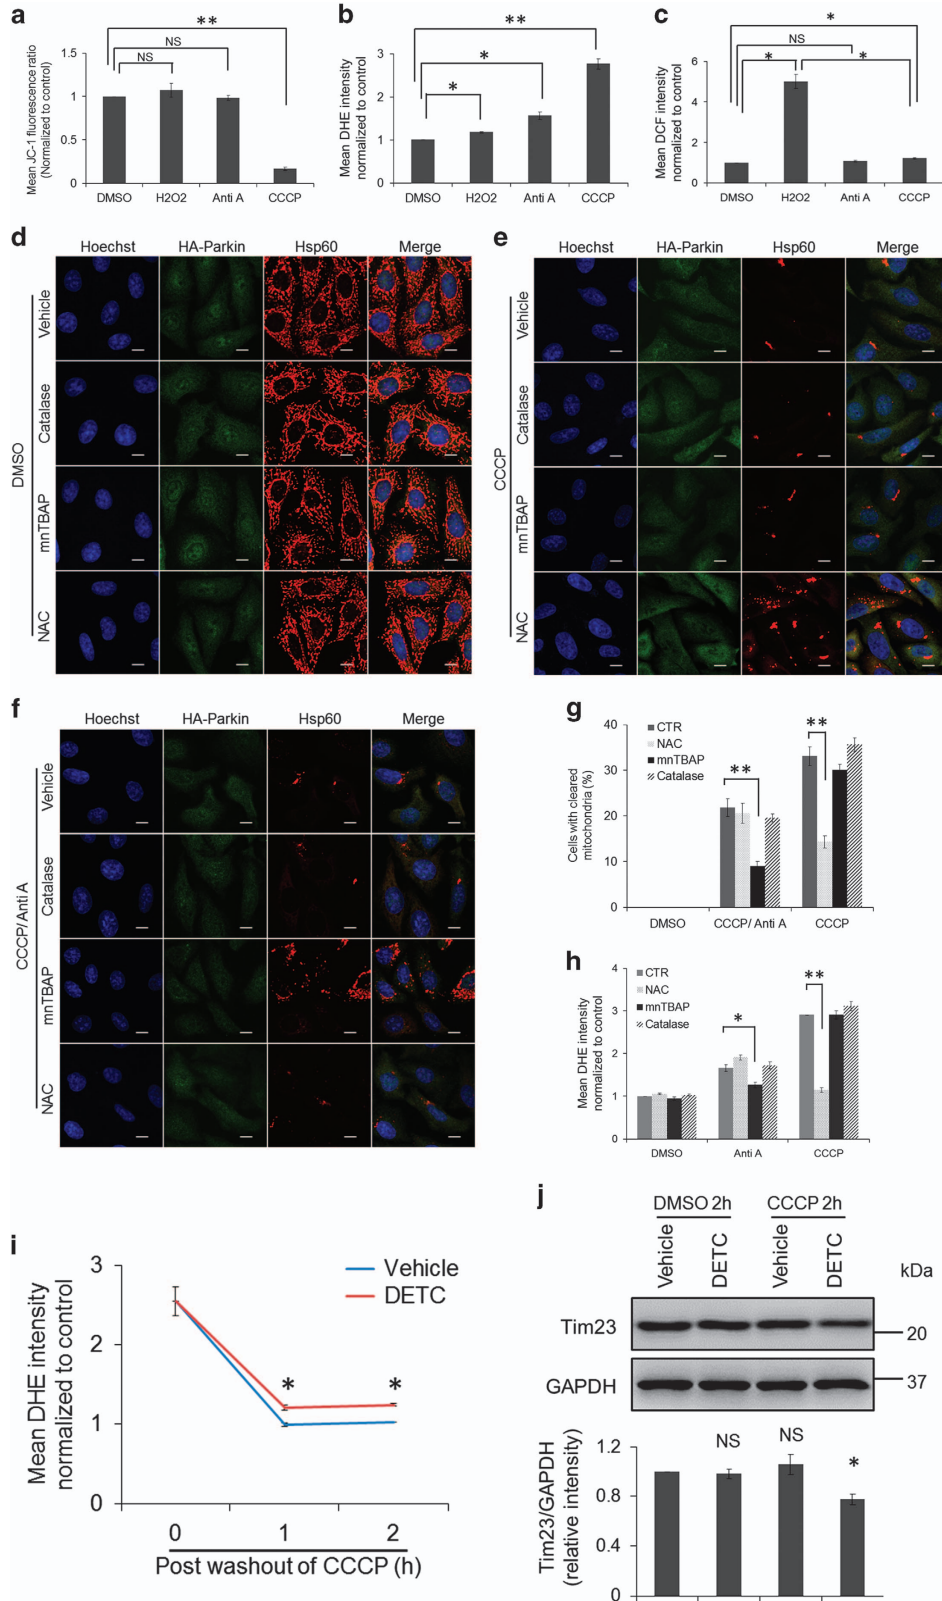 a
**
NS
NS
Mean JC-1 fluorescence ratio
(Normalized to control)
1.5
1
0.5
0
DMSO H2O2 Anti A CCCP
b
**
*
*
Mean DHE intensity
normalized to control
3
2
1
0
DMSO H2O2 Anti A CCCP
c
*
NS
* *
Mean DCF intensity
normalized to control
6
4
2
0
DMSO H2O2 Anti A CCCP
d
Hoechst HA-Parkin Hsp60 Merge
DMSO
Vehicle
Catalase
mnTBAP
NAC
e
Hoechst HA-Parkin Hsp60 Merge
CCCP
Vehicle
Catalase
mnTBAP
NAC
f
Hoechst HA-Parkin Hsp60 Merge
CCCP/Anti A
Vehicle
Catalase
mnTBAP
NAC
g
CTR
NAC
mnTBAP
Catalase
**
**
Cells with cleared
mitochondria (%)
40
30
20
10
0
DMSO CCCP/Anti A CCCP
h
CTR
NAC
mnTBAP
Catalase
*
**
Mean DHE intensity
normalized to control
4
3
2
1
0
DMSO Anti A CCCP
i
Vehicle
DETC
Mean DHE intensity
normalized to control
3
2
1
0
* *
0 1 2
Post washout of CCCP (h)
j
DMSO 2h CCCP 2h
Vehicle DETC Vehicle DETC
kDa
Tim23
20
GAPDH
37
Tim23/GAPDH
(relative intensity)
1.2
0.8
0.4
0
NS NS *